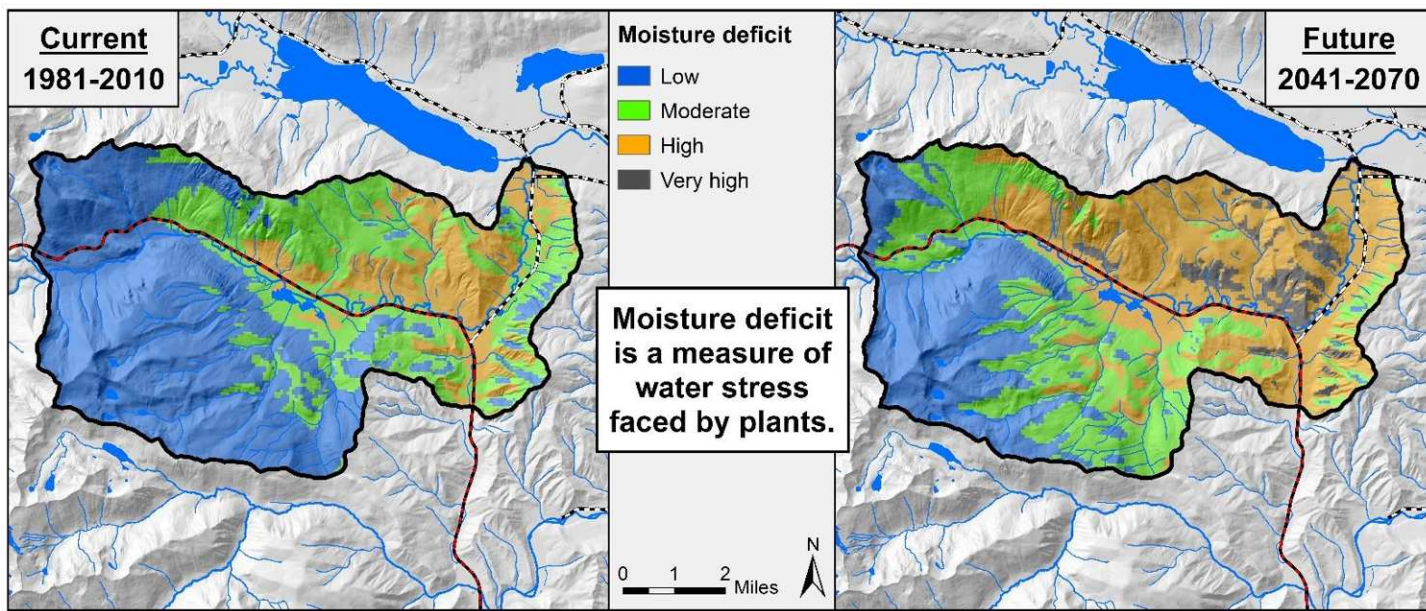 Current
1981-2010
Moisture deficit
Low
Moderate
High
Very high
Future
2041-2070
Moisture deficit
is a measure of
water stress
faced by plants.
0 1 2 Miles
N